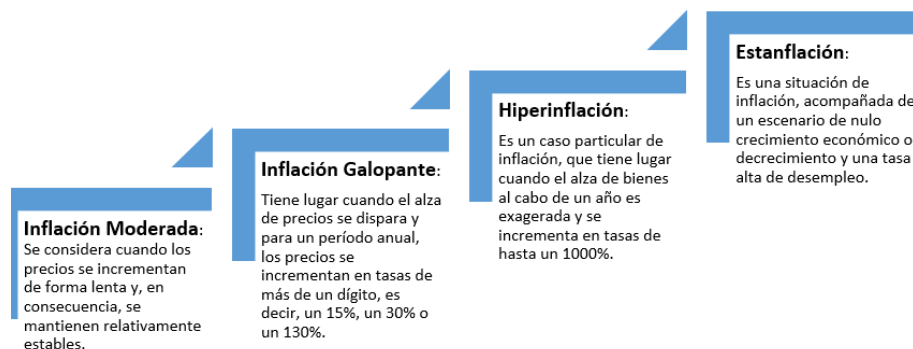 Inflación Moderada:
Se considera cuando los
precios se incrementan
de forma lenta y, en
consecuencia, se
mantienen relativamente
estables.
Inflación Galopante:
Tiene lugar cuando el alza
de precios se dispara y
para un período anual,
los precios se
incrementan en tasas de
más de un dígito, es
decir, un 15%, un 30% o
un 130%.
Hiperinflación:
Es un caso particular de
inflación, que tiene lugar
cuando el alza de bienes
al cabo de un año es
exagerada y se
incrementa en tasas de
hasta un 1000%.
Estanflación:
Es una situación de
inflación, acompañada de
un escenario de nulo
crecimiento económico o
decrecimiento y una tasa
alta de desempleo.